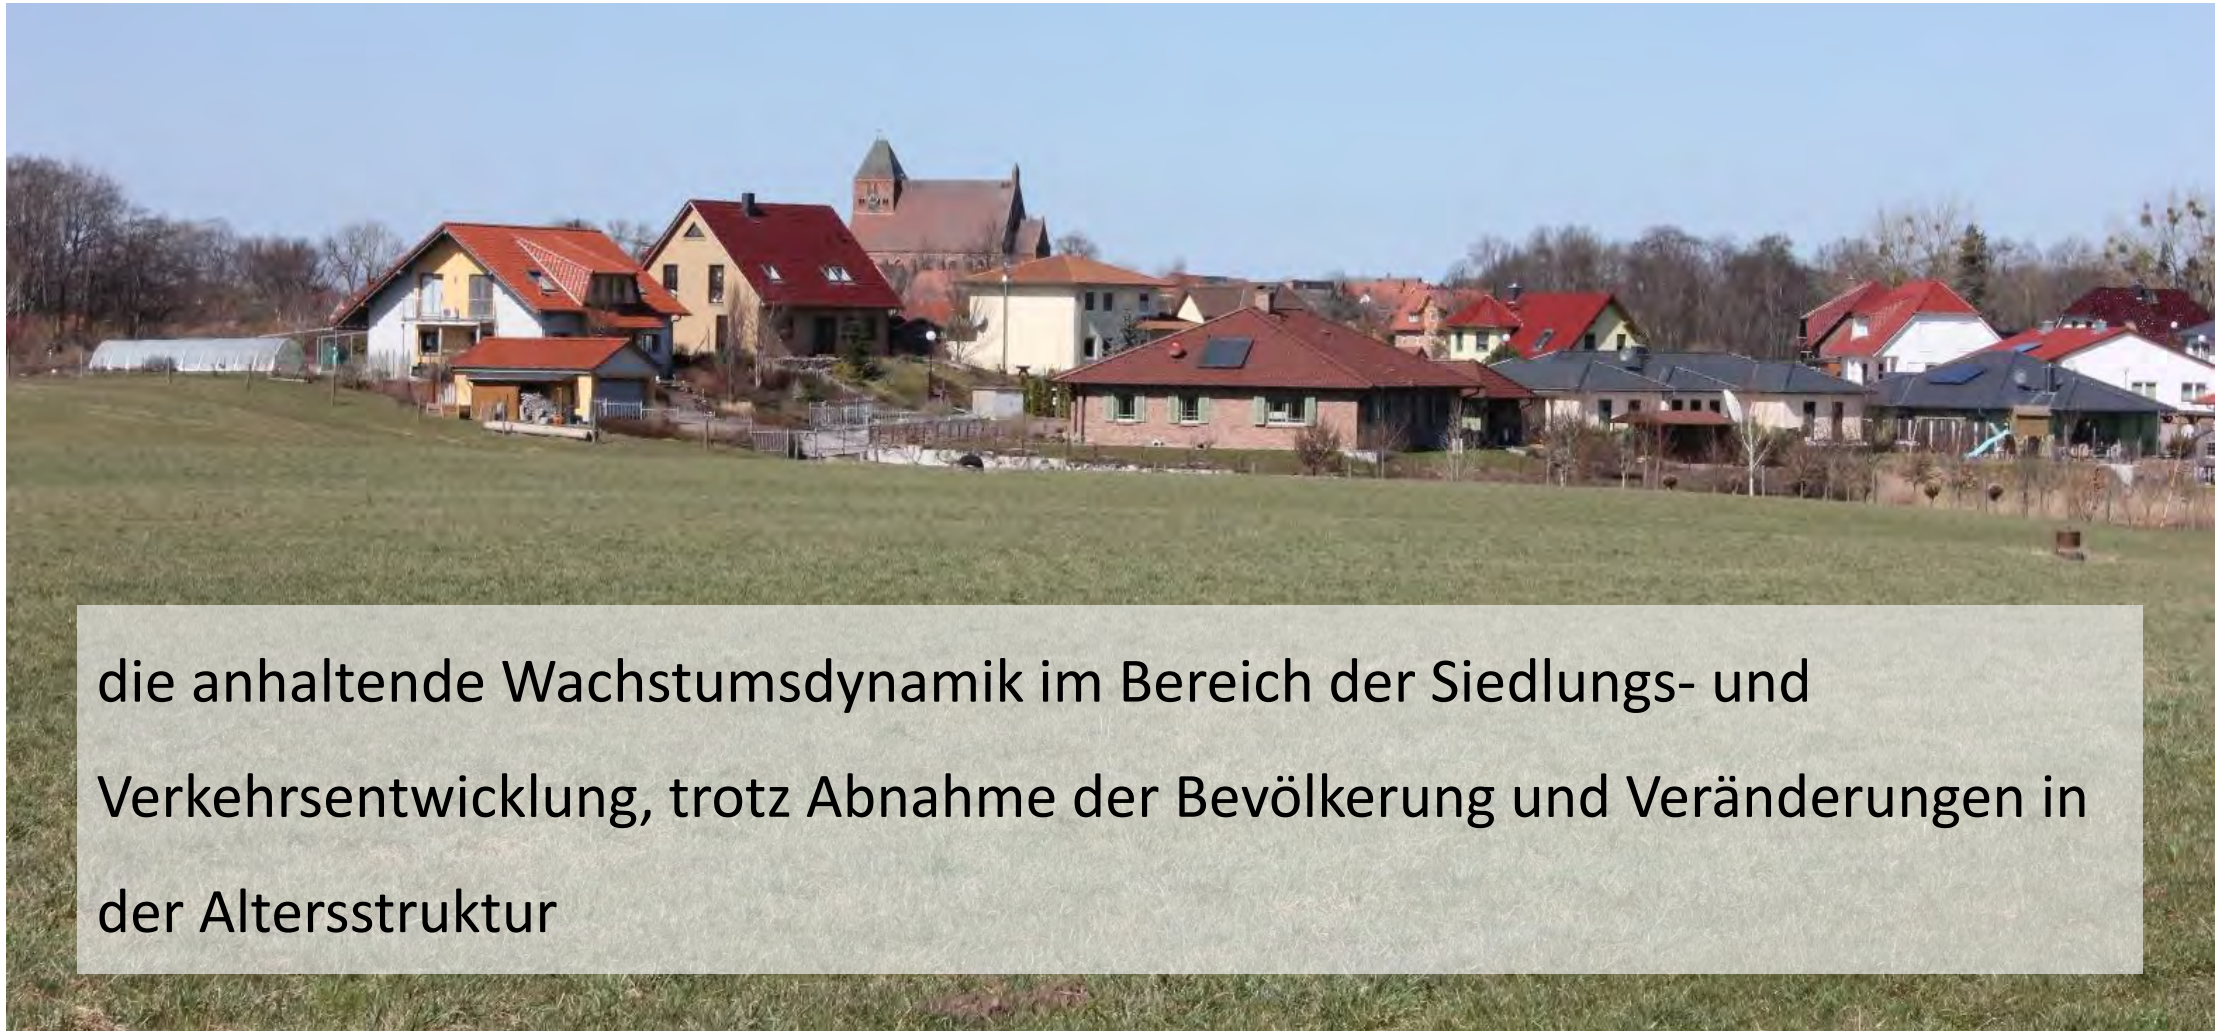 die anhaltende Wachstumsdynamik im Bereich der Siedlungs- und
Verkehrsentwicklung, trotz Abnahme der Bevölkerung und Veränderungen in
der Altersstruktur